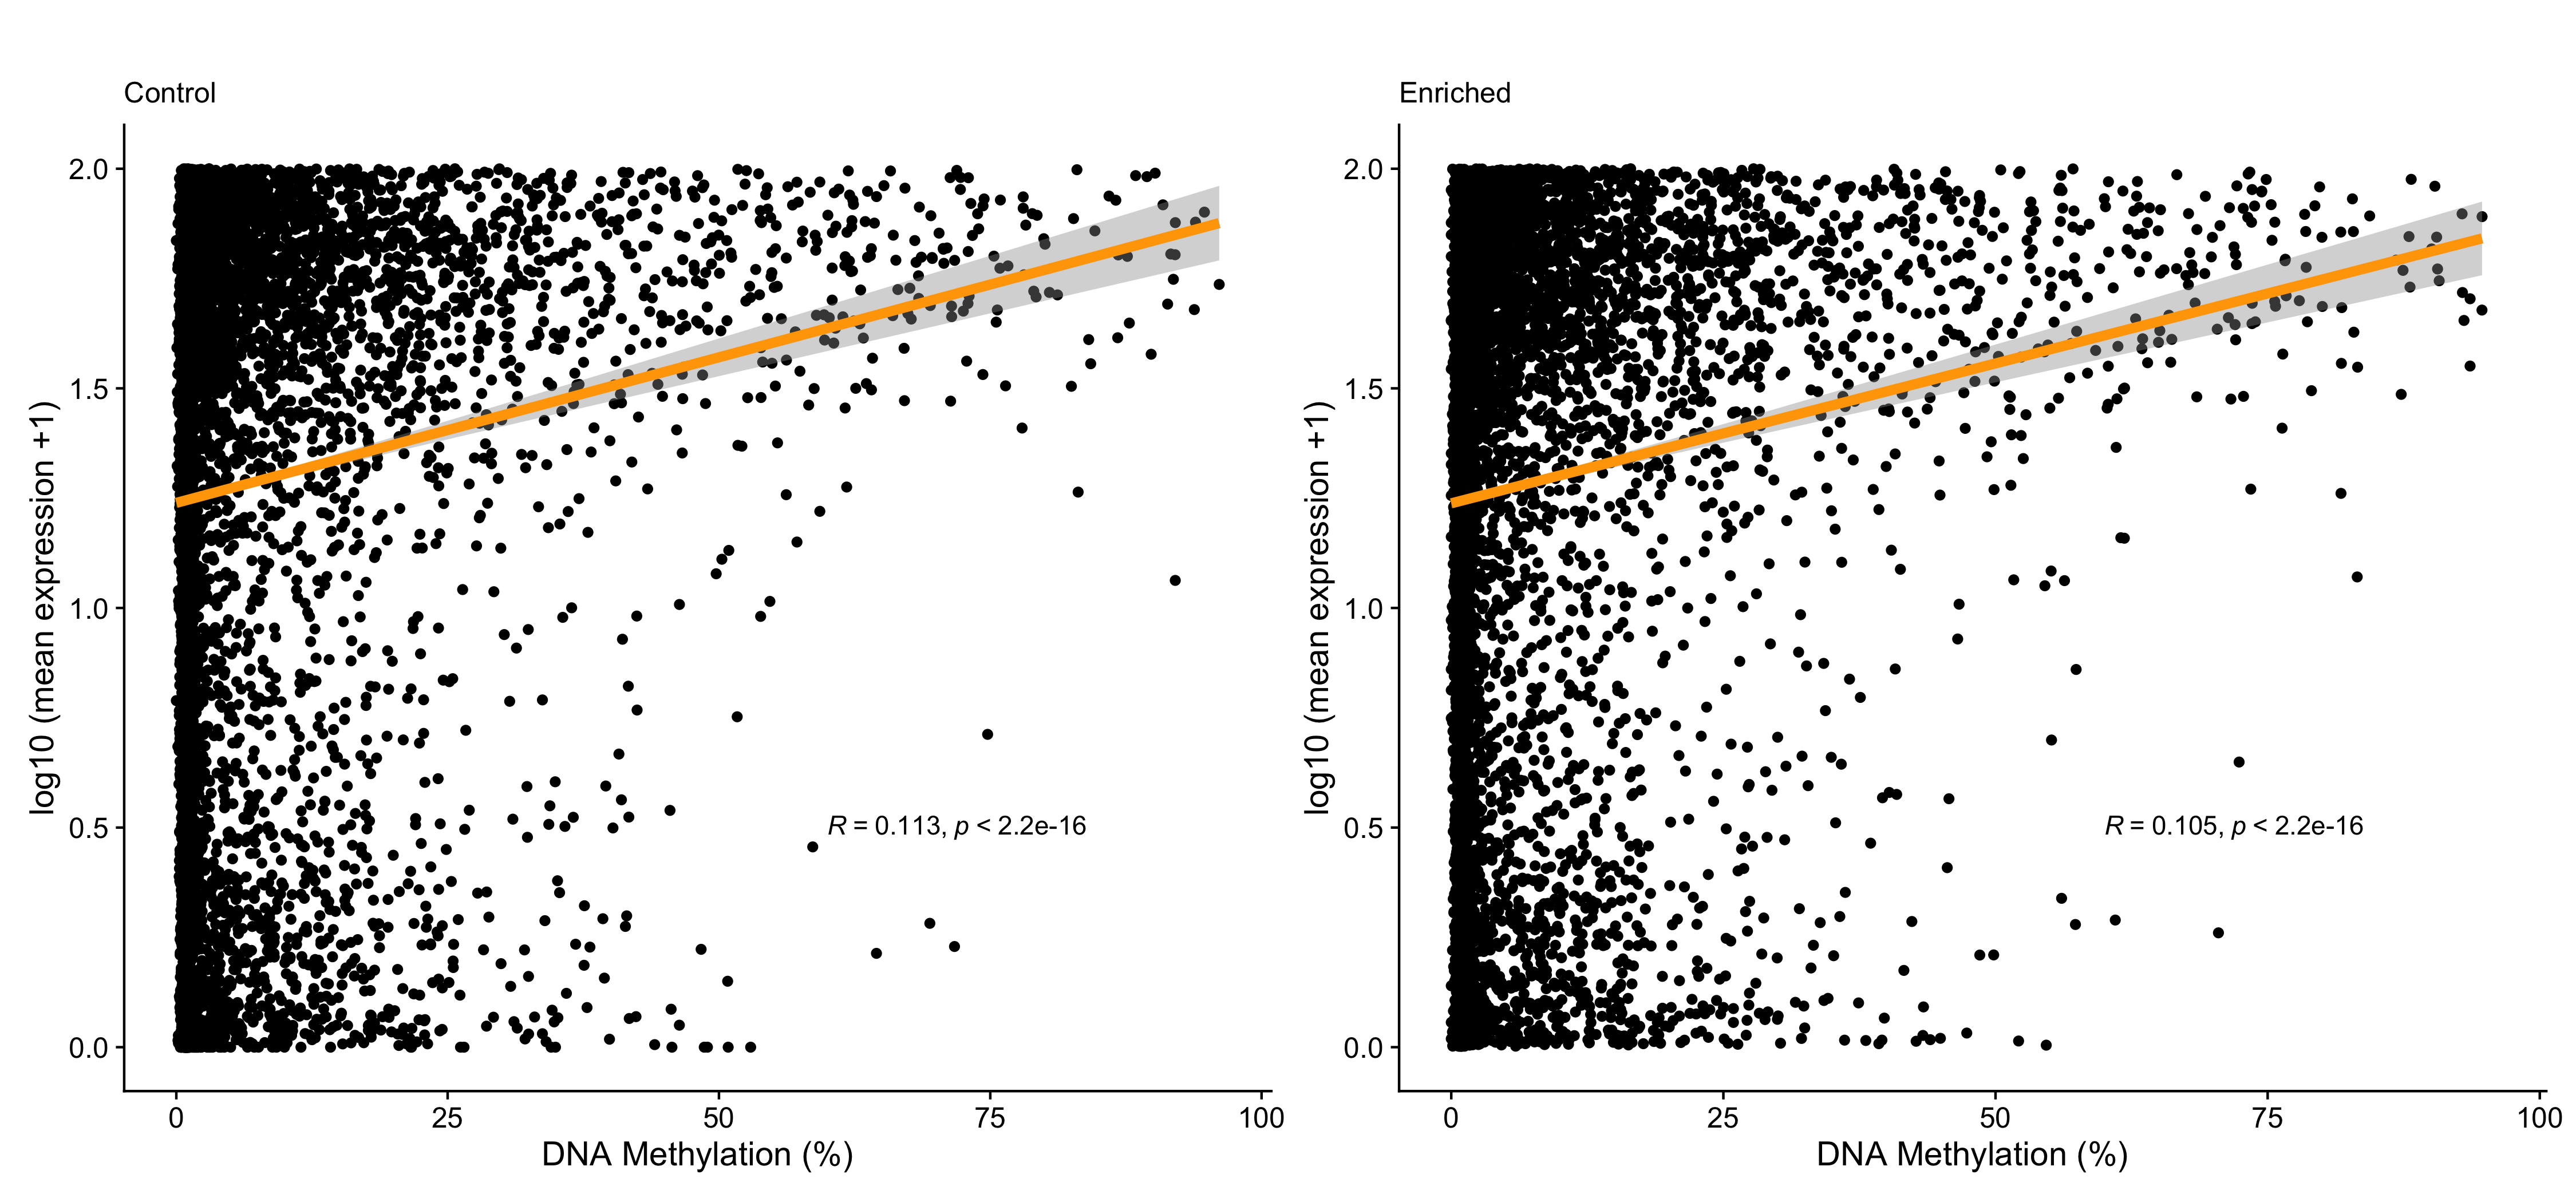 Control
2.0
1.5
1.0
0.5
0.0
log10 (mean expression +1)
R = 0.113, p < 2.2e-16
0 25 50 75 100
DNA Methylation (%)
Enriched
2.0
1.5
1.0
0.5
0.0
log10 (mean expression +1)
R = 0.105, p < 2.2e-16
0 25 50 75 100
DNA Methylation (%)